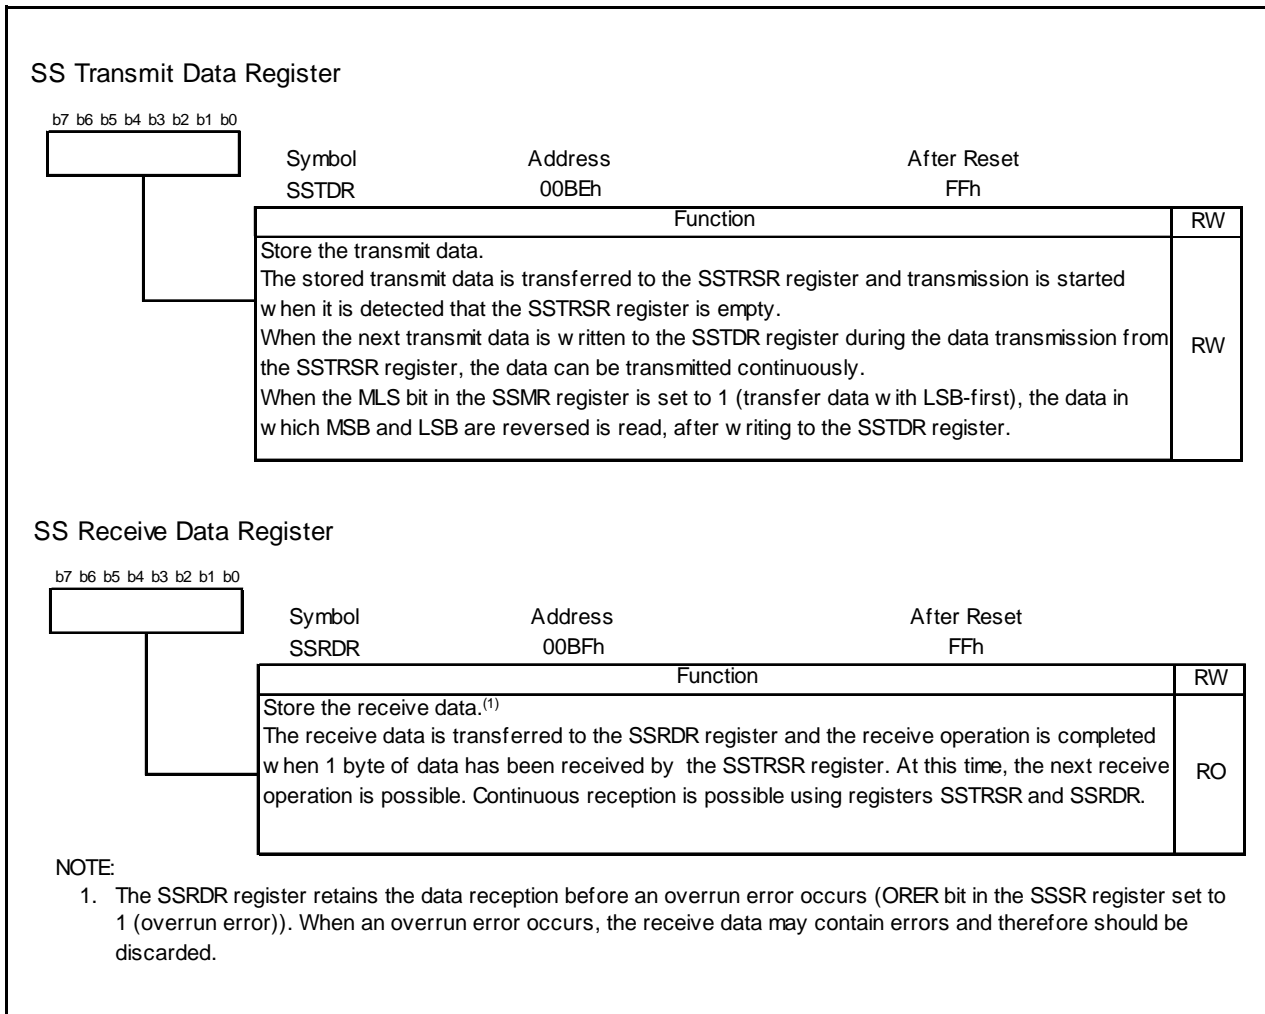 SS Transmit Data Register
b7 b6 b5 b4 b3 b2 b1 b0
Symbol Address After Reset
SSTDR 00BEh FFh
Function RW
Store the transmit data.
The stored transmit data is transferred to the SSTRSR register and transmission is started
when it is detected that the SSTRSR register is empty.
When the next transmit data is written to the SSTDR register during the data transmission from
the SSTRSR register, the data can be transmitted continuously.
RW
When the MLS bit in the SSMR register is set to 1 (transfer data with LSB-first), the data in
which MSB and LSB are reversed is read, after writing to the SSTDR register.
SS Receive Data Register
b7 b6 b5 b4 b3 b2 b1 b0
Symbol Address After Reset
SSRDR 00BFh FFh
Function RW
Store the receive data.(1)
The receive data is transferred to the SSRDR register and the receive operation is completed
when 1 byte of data has been received by the SSTRSR register. At this time, the next receive
RO
operation is possible. Continuous reception is possible using registers SSTRSR and SSRDR.
NOTE:
1. The SSRDR register retains the data reception before an overrun error occurs (ORER bit in the SSSR register set to
1 (overrun error)). When an overrun error occurs, the receive data may contain errors and therefore should be
discarded.